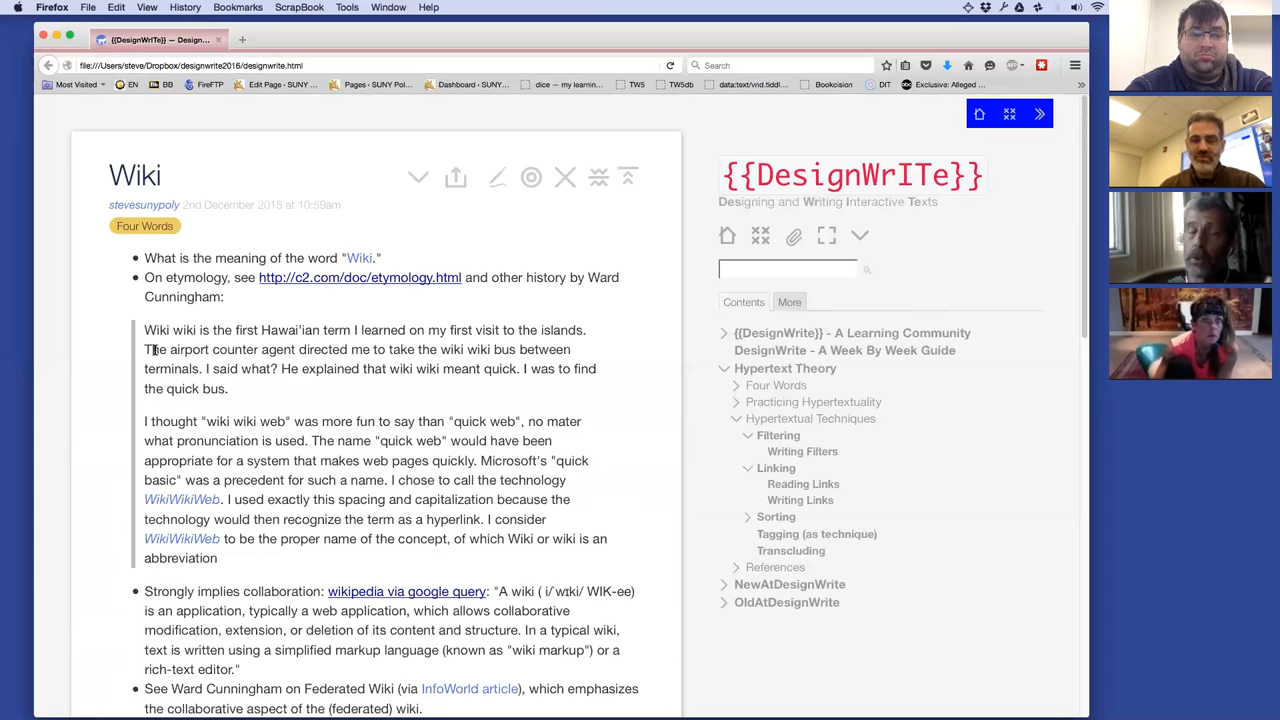 Firefox File Edit View History Bookmarks ScrapBook Tools Window Help
{{DesignWrITe}} — Design...
file:///Users/steve/Dropbox/designwrite2016/designwrite.html
Search
Most Visited EN BB FireFTP Edit Page - SUNY ... Pages - SUNY Pol... Dashboard - SUNY... dice — my learnin... TW5 TW5db data:text/vnd.tiddl... Bookcision DIT Exclusive: Alleged ...
Wiki
stevesunypoly 2nd December 2015 at 10:59am
Four Words
What is the meaning of the word "Wiki."
On etymology, see http://c2.com/doc/etymology.html and other history by Ward
Cunningham:
Wiki wiki is the first Hawai'ian term I learned on my first visit to the islands.
The airport counter agent directed me to take the wiki wiki bus between
terminals. I said what? He explained that wiki wiki meant quick. I was to find
the quick bus.
I thought "wiki wiki web" was more fun to say than "quick web", no mater
what pronunciation is used. The name "quick web" would have been
appropriate for a system that makes web pages quickly. Microsoft's "quick
basic" was a precedent for such a name. I chose to call the technology
WikiWikiWeb. I used exactly this spacing and capitalization because the
technology would then recognize the term as a hyperlink. I consider
WikiWikiWeb to be the proper name of the concept, of which Wiki or wiki is an
abbreviation
Strongly implies collaboration: wikipedia via google query: "A wiki ( i/ˈwɪki/ WIK-ee)
is an application, typically a web application, which allows collaborative
modification, extension, or deletion of its content and structure. In a typical wiki,
text is written using a simplified markup language (known as "wiki markup") or a
rich-text editor."
See Ward Cunningham on Federated Wiki (via InfoWorld article), which emphasizes
the collaborative aspect of the (federated) wiki.
{{DesignWrITe}}
Designing and Writing Interactive Texts
Contents More
{{DesignWrite}} - A Learning Community
DesignWrite - A Week By Week Guide
Hypertext Theory
Four Words
Practicing Hypertextuality
Hypertextual Techniques
Filtering
Writing Filters
Linking
Reading Links
Writing Links
Sorting
Tagging (as technique)
Transcluding
References
NewAtDesignWrite
OldAtDesignWrite